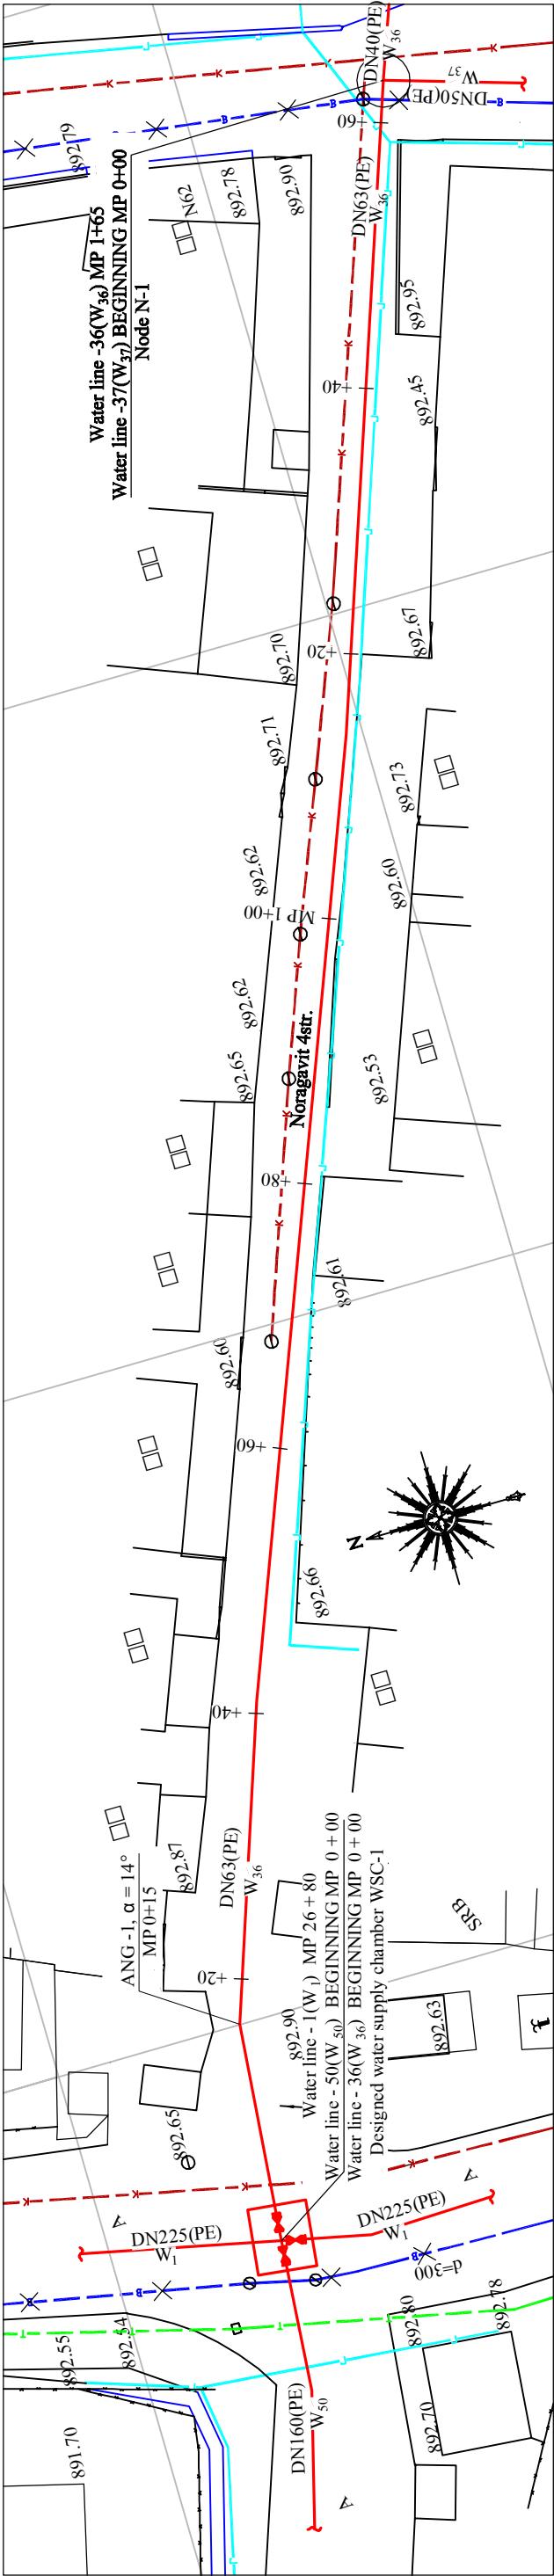 DN40(PE)
W36
W37
DN50(PE)
B
+60
892.79
N62
892.78
892.90
DN63(PE)
W36
Water line -36(W36) MP 1+65
Water line -37(W37) BEGINNING MP 0+00
Node N-1
892.95
+40
892.45
892.70
+20
892.67
892.71
892.73
892.62
892.60
MP 1+00
892.62
Noragavit 4str.
892.65
892.53
+80
892.61
892.60
+60
N
892.66
+40
ANG -1, α = 14°
MP 0+15
892.87
DN63(PE)
W36
+20
SRB
892.90
Water line - 1(W1) MP 26 + 80
Water line - 50(W50) BEGINNING MP 0 + 00
Water line - 36(W36) BEGINNING MP 0 + 00
Designed water supply chamber WSC-1
892.63
892.65
A
DN225(PE)
W1
DN225(PE)
W1
A
d=300
892.55
892.54
892.80
892.78
891.70
DN160(PE)
W50
892.70
A